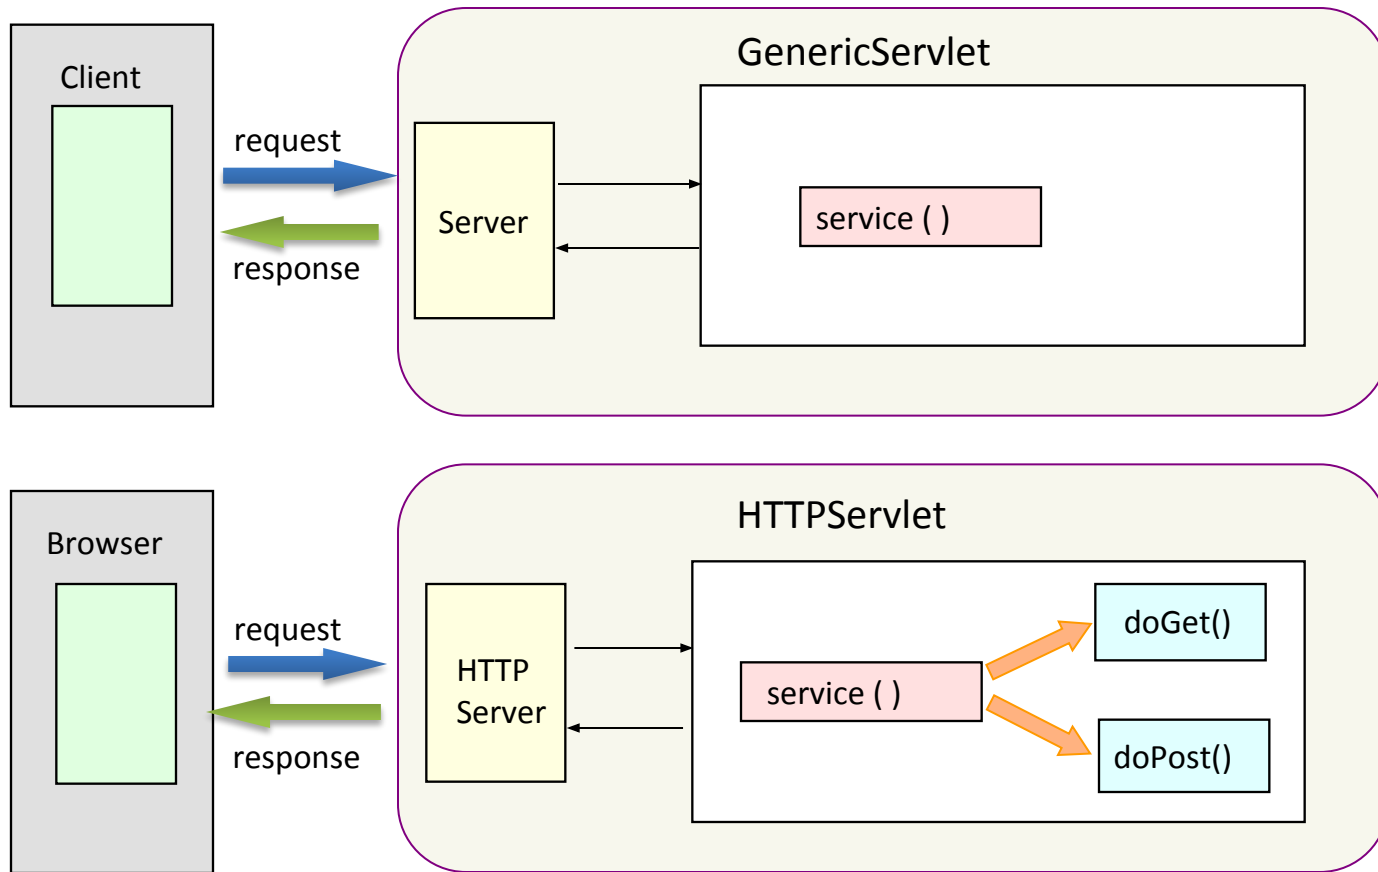 GenericServlet
Client
request
Server
service ( )
response
HTTPServlet
Browser
request
HTTP
Server
service ( )
doGet()
doPost()
response